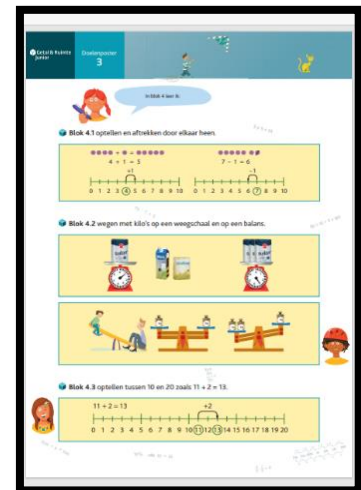 Getal & Ruimte
junior
Doelenposter
3
In Blok 4 leer ik:
Blok 4.1 optellen en aftrekken door elkaar heen.
4 + 1 = 5
7 - 1 = 6
+1
-1
0 1 2 3 4 5 6 7 8 9 10
0 1 2 3 4 5 6 7 8 9 10
Blok 4.2 wegen met kilo's op een weegschaal en op een balans.
Blok 4.3 optellen tussen 10 en 20 zoals 11 + 2 = 13.
11 + 2 = 13
+2
0 1 2 3 4 5 6 7 8 9 10 11 12 13 14 15 16 17 18 19 20